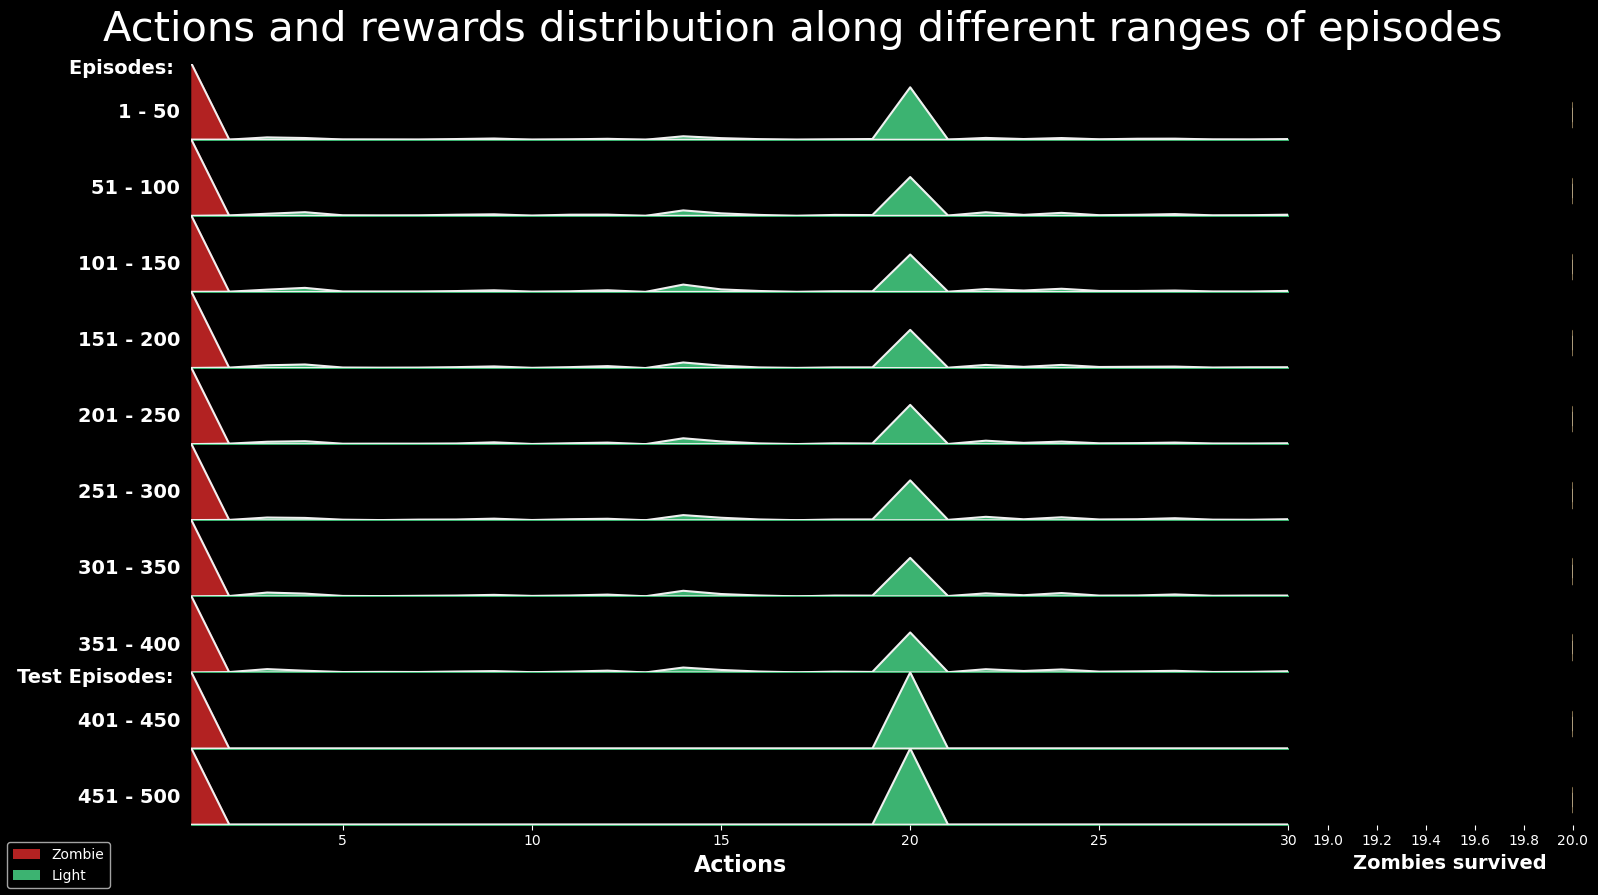 Actions and rewards distribution along different ranges of episodes
Episodes:
1 - 50
51 - 100
101 - 150
151 - 200
201 - 250
251 - 300
301 - 350
351 - 400
Test Episodes:
401 - 450
451 - 500
5 10 15 20 25 30 19.0 19.2 19.4 19.6 19.8 20.0
Actions
Zombies survived
Zombie
Light